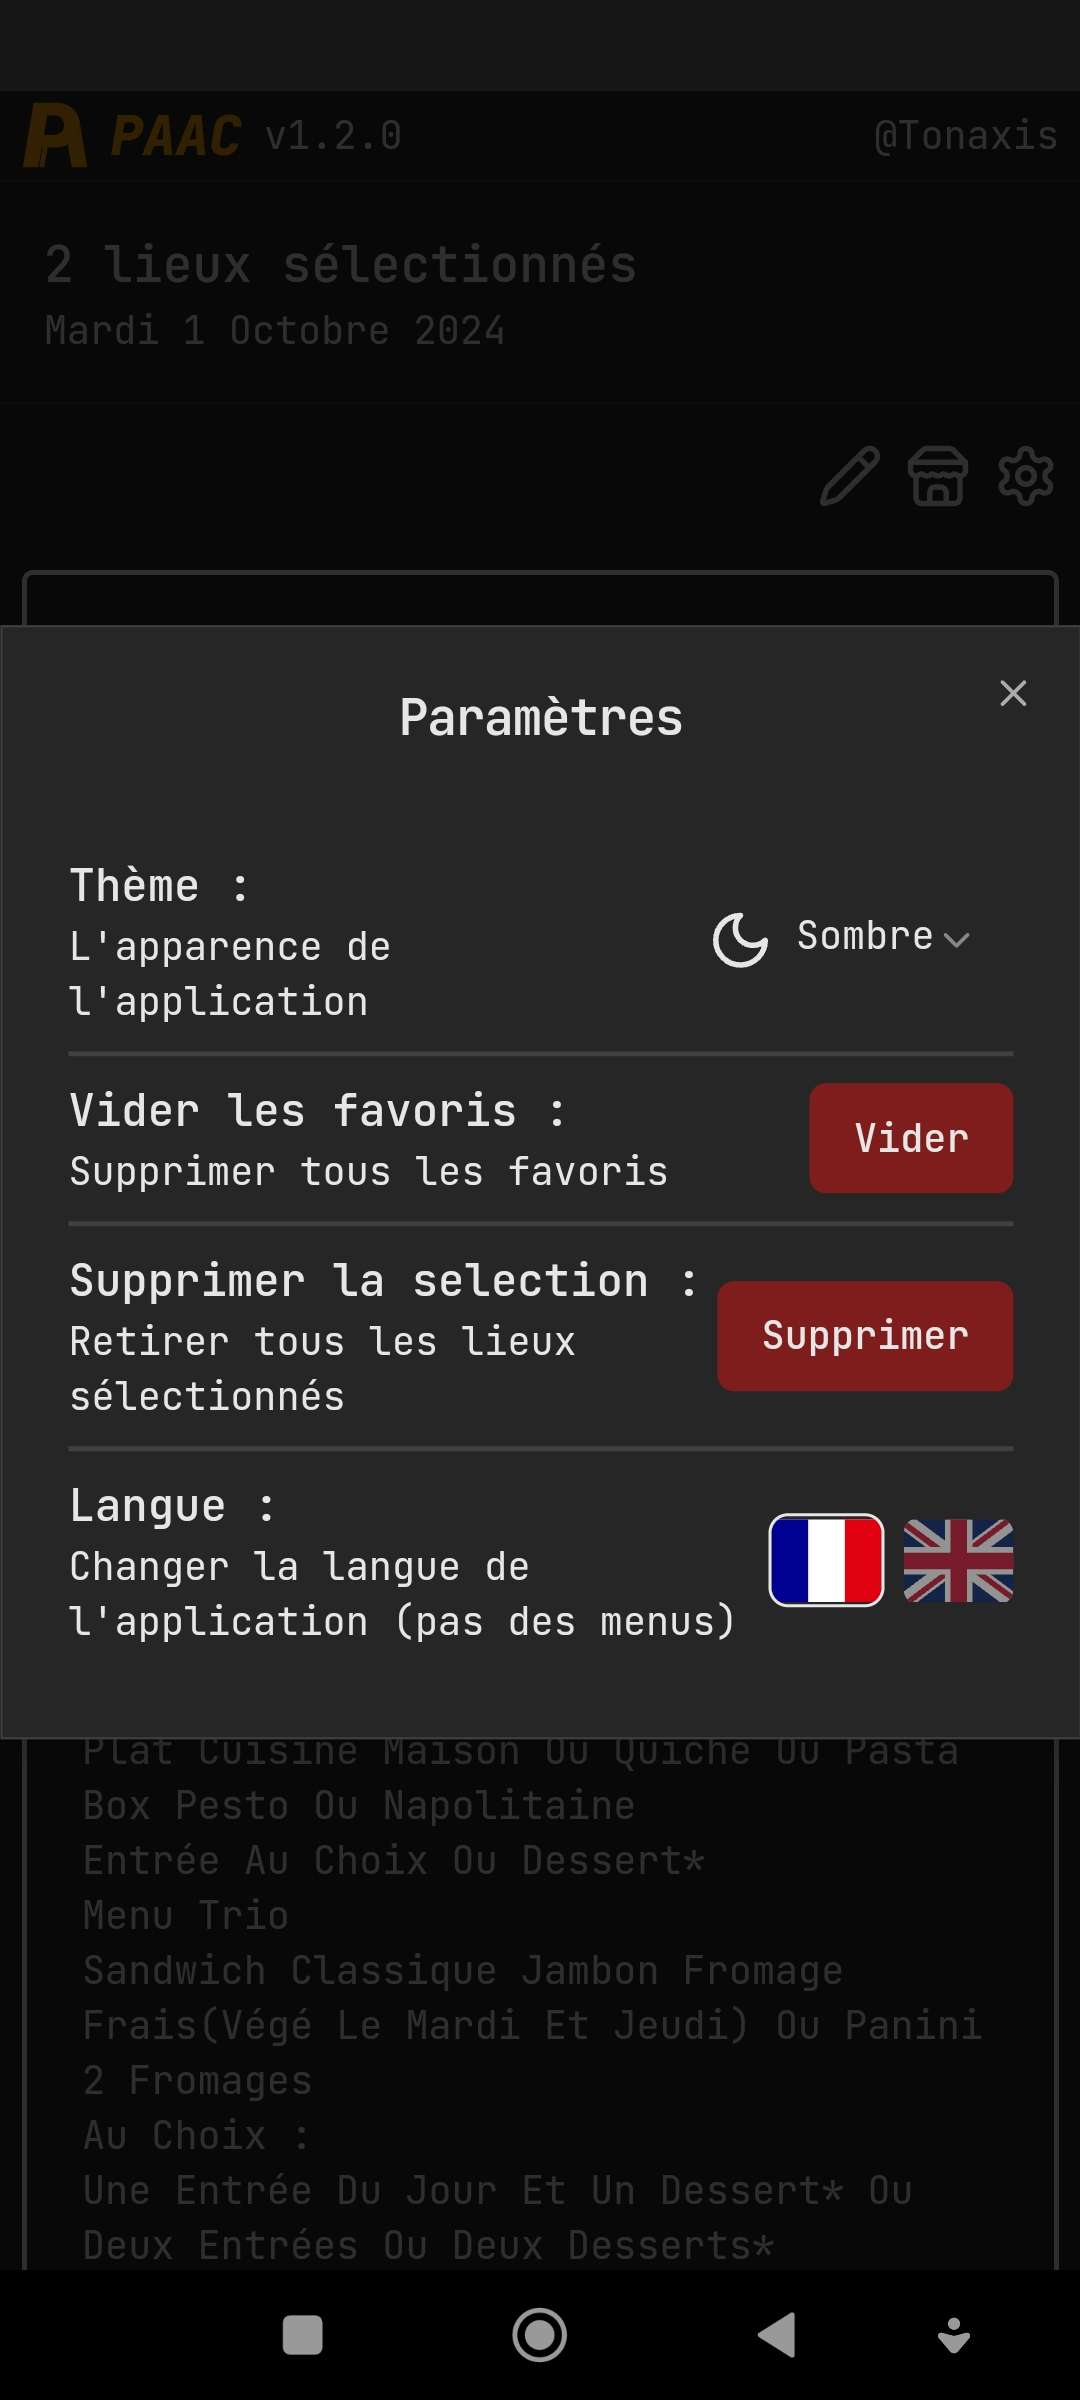 PAAC v1.2.0 @Tonaxis
2 lieux sélectionnés
Mardi 1 Octobre 2024
Paramètres
Thème :
L'apparence de
l'application
Sombre
Vider les favoris :
Supprimer tous les favoris
Vider
Supprimer la selection :
Retirer tous les lieux
sélectionnés
Supprimer
Langue :
Changer la langue de
l'application (pas des menus)
Plat Cuisiné Maison Ou Quiche Ou Pasta
Box Pesto Ou Napolitaine
Entrée Au Choix Ou Dessert*
Menu Trio
Sandwich Classique Jambon Fromage
Frais(Végé Le Mardi Et Jeudi) Ou Panini
2 Fromages
Au Choix :
Une Entrée Du Jour Et Un Dessert* Ou
Deux Entrées Ou Deux Desserts*